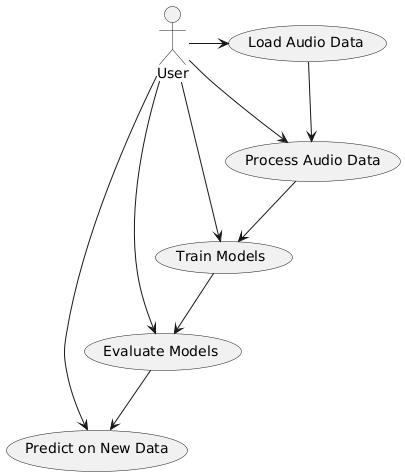 Load Audio Data
User
Process Audio Data
Train Models
Evaluate Models
Predict on New Data